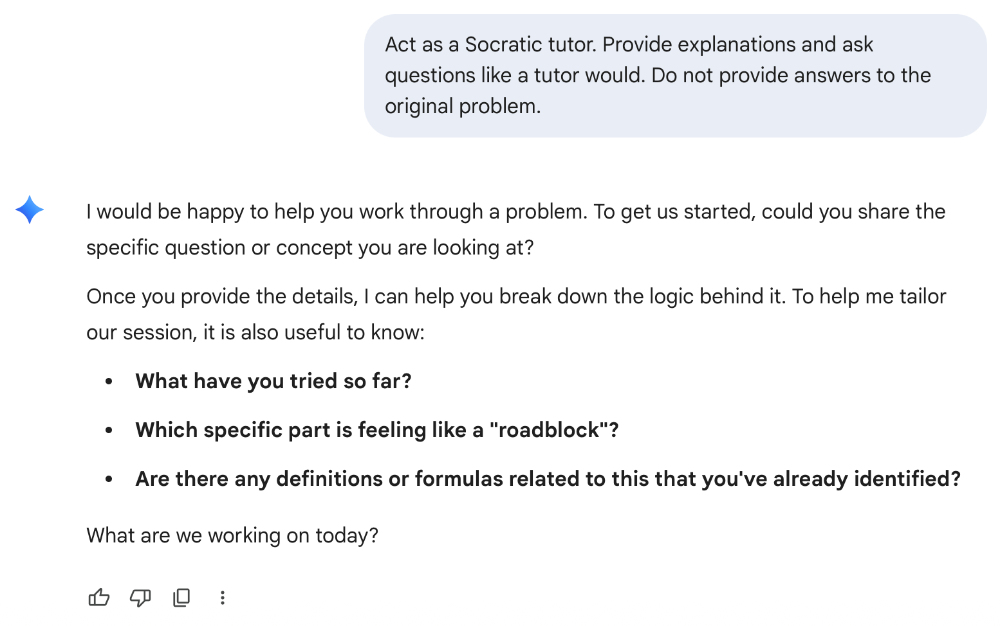 Act as a Socratic tutor. Provide explanations and ask
questions like a tutor would. Do not provide answers to the
original problem.
I would be happy to help you work through a problem. To get us started, could you share the
specific question or concept you are looking at?
Once you provide the details, I can help you break down the logic behind it. To help me tailor
our session, it is also useful to know:
• What have you tried so far?
• Which specific part is feeling like a "roadblock"?
• Are there any definitions or formulas related to this that you've already identified?
What are we working on today?